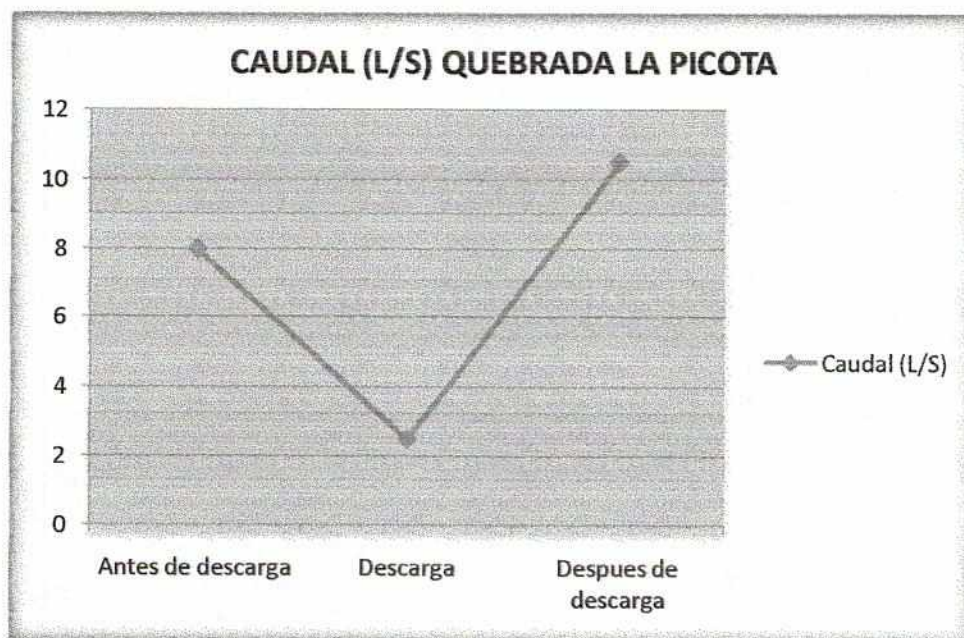 CAUDAL (L/S) QUEBRADA LA PICOTA
12
10
8
6
4
2
0
Antes de descarga
Descarga
Despues de
descarga
Caudal (L/S)